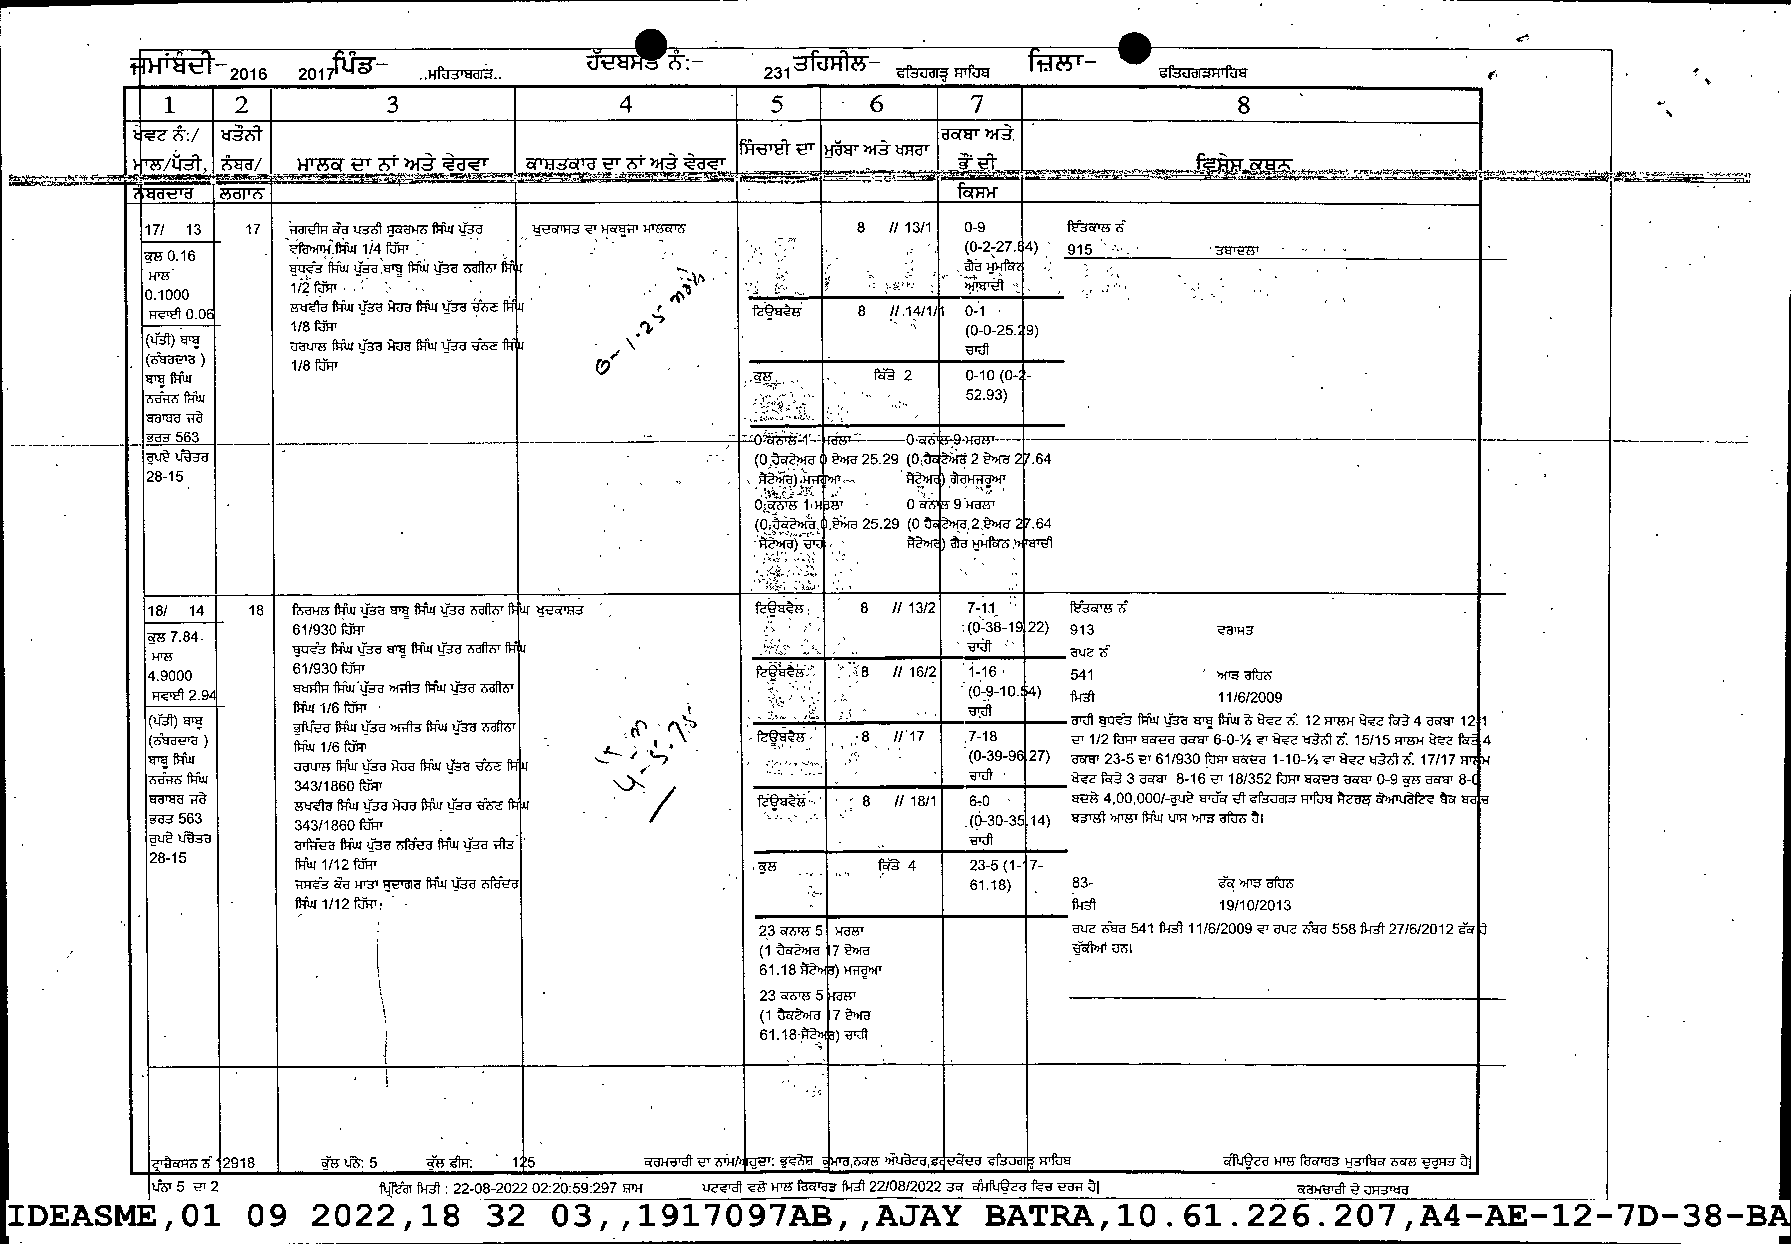 ਜਮਾਂਬੰਦੀ- 2016 2017 ਪਿੰਡ- ..ਮਹਿਤਾਬਗੜ.. ਹੱਦਬਸਤ ਨੰ:- 231 ਤਹਿਸੀਲ- ਫਤਿਹਗੜ੍ਹ ਸਾਹਿਬ ਜ਼ਿਲਾ- ਫਤਿਹਗੜਸਾਹਿਬ
1 2 3 4 5 6 7 8
ਖੇਵਟ ਨੰ:/ ਖਤੌਨੀ ਰਕਬਾ ਅਤੇ
ਮਾਲ/ਪੱਤੀ, ਨੰਬਰ/ ਮਾਲਕ ਦਾ ਨਾਂ ਅਤੇ ਵੇਰਵਾ ਕਾਸ਼ਤਕਾਰ ਦਾ ਨਾਂ ਅਤੇ ਵੇਰਵਾ ਸਿੰਚਾਈ ਦਾ ਮੁਰੱਬਾ ਅਤੇ ਖਸਰਾ ਭੌਂ ਦੀ ਵਿਸ਼ੇਸ ਕਥਨ
ਨੰਬਰਦਾਰ ਲਗਾਨ ਕਿਸਮ
17/ 13
ਕੁਲ 0.16
ਮਾਲ
0.1000
ਸਵਾਈ 0.06
(ਪੱਤੀ) ਬਾਬੂ
(ਨੰਬਰਦਾਰ )
ਬਾਬੂ ਸਿੰਘ
ਨਰੰਜਨ ਸਿੰਘ
ਬਰਾਬਰ ਜਰੇ
ਭਰਤ 563
ਰੁਪਏ ਪੰਚੋਤਰ
28-15
17
ਜਗਦੀਸ ਕੌਰ ਪਤਨੀ ਸੁਕਰਮਨ ਸਿੰਘ ਪੁੱਤਰ
ਵਰਿਆਮ ਸਿੰਘ 1/4 ਹਿੱਸਾ
ਬੁਧਵੰਤ ਸਿੰਘ ਪੁੱਤਰ ਬਾਬੂ ਸਿੰਘ ਪੁੱਤਰ ਨਗੀਨਾ ਸਿੰਘ
1/2 ਹਿੱਸਾ
ਲਖਵੀਰ ਸਿੰਘ ਪੁੱਤਰ ਮੇਹਰ ਸਿੰਘ ਪੁੱਤਰ ਚੰਨਣ ਸਿੰਘ
1/8 ਹਿੱਸਾ
ਹਰਪਾਲ ਸਿੰਘ ਪੁੱਤਰ ਮੇਹਰ ਸਿੰਘ ਪੁੱਤਰ ਚੰਨਣ ਸਿੰਘ
1/8 ਹਿੱਸਾ
ਖੁਦਕਾਸਤ ਵਾ ਮਕਬੂਜਾ ਮਾਲਕਾਨ
0-1.25
8 // 13/1 0-9
(0-2-27.64)
ਗੈਰ ਮੁਮਕਿਨ
ਆਬਾਦੀ
ਟਿਊਬਵੈਲ 8 // 14/1/1 0-1
(0-0-25.29)
ਚਾਹੀ
ਕੁਲ ਕਿੱਤੇ 2 0-10 (0-2-
52.93)
0 ਕਨਾਲ 1 ਮਰਲਾ 0 ਕਨਾਲ 9 ਮਰਲਾ
(0 ਹੈਕਟੇਅਰ 0 ਏਅਰ 25.29 (0 ਹੈਕਟੇਅਰ 2 ਏਅਰ 27.64
ਸੈਂਟੇਅਰ) ਮਜਰੂਆ ਸੈਂਟੇਅਰ) ਗੈਰਮਜਰੂਆ
0 ਕਨਾਲ 1 ਮਰਲਾ 0 ਕਨਾਲ 9 ਮਰਲਾ
(0 ਹੈਕਟੇਅਰ 0 ਏਅਰ 25.29 (0 ਹੈਕਟੇਅਰ 2 ਏਅਰ 27.64
ਸੈਂਟੇਅਰ) ਚਾਹੀ ਸੈਂਟੇਅਰ) ਗੈਰ ਮੁਮਕਿਨ ਆਬਾਦੀ
ਇੰਤਕਾਲ ਨੰ
915 ਤਬਾਦਲਾ
18/ 14
ਕੁਲ 7.84
ਮਾਲ
4.9000
ਸਵਾਈ 2.94
(ਪੱਤੀ) ਬਾਬੂ
(ਨੰਬਰਦਾਰ )
ਬਾਬੂ ਸਿੰਘ
ਨਰੰਜਨ ਸਿੰਘ
ਬਰਾਬਰ ਜਰੇ
ਭਰਤ 563
ਰੁਪਏ ਪੰਚੋਤਰ
28-15
18
ਨਿਰਮਲ ਸਿੰਘ ਪੁੱਤਰ ਬਾਬੂ ਸਿੰਘ ਪੁੱਤਰ ਨਗੀਨਾ ਸਿੰਘ
61/930 ਹਿੱਸਾ
ਬੁਧਵੰਤ ਸਿੰਘ ਪੁੱਤਰ ਬਾਬੂ ਸਿੰਘ ਪੁੱਤਰ ਨਗੀਨਾ ਸਿੰਘ
61/930 ਹਿੱਸਾ
ਬਖਸੀਸ ਸਿੰਘ ਪੁੱਤਰ ਅਜੀਤ ਸਿੰਘ ਪੁੱਤਰ ਨਗੀਨਾ
ਸਿੰਘ 1/6 ਹਿੱਸਾ
ਭੁਪਿੰਦਰ ਸਿੰਘ ਪੁੱਤਰ ਅਜੀਤ ਸਿੰਘ ਪੁੱਤਰ ਨਗੀਨਾ
ਸਿੰਘ 1/6 ਹਿੱਸਾ
ਹਰਪਾਲ ਸਿੰਘ ਪੁੱਤਰ ਮੇਹਰ ਸਿੰਘ ਪੁੱਤਰ ਚੰਨਣ ਸਿੰਘ
343/1860 ਹਿੱਸਾ
ਲਖਵੀਰ ਸਿੰਘ ਪੁੱਤਰ ਮੇਹਰ ਸਿੰਘ ਪੁੱਤਰ ਚੰਨਣ ਸਿੰਘ
343/1860 ਹਿੱਸਾ
ਰਾਜਿੰਦਰ ਸਿੰਘ ਪੁੱਤਰ ਨਰਿੰਦਰ ਸਿੰਘ ਪੁੱਤਰ ਜੀਤ
ਸਿੰਘ 1/12 ਹਿੱਸਾ
ਜਸਵੰਤ ਕੌਰ ਮਾਤਾ ਸੁਦਾਗਰ ਸਿੰਘ ਪੁੱਤਰ ਨਰਿੰਦਰ
ਸਿੰਘ 1/12 ਹਿੱਸਾ
ਖੁਦਕਾਸ਼ਤ
4-5.75
ਟਿਊਬਵੈਲ 8 // 13/2 7-11
(0-38-19.22)
ਚਾਹੀ
ਟਿਊਬਵੈਲ 8 // 16/2 1-16
(0-9-10.54)
ਚਾਹੀ
ਟਿਊਬਵੈਲ 8 // 17 7-18
(0-39-96.27)
ਚਾਹੀ
ਟਿਊਬਵੈਲ 8 // 18/1 6-0
(0-30-35.14)
ਚਾਹੀ
ਕੁਲ ਕਿੱਤੇ 4 23-5 (1-17-
61.18)
23 ਕਨਾਲ 5 ਮਰਲਾ
(1 ਹੈਕਟੇਅਰ 17 ਏਅਰ
61.18 ਸੈਂਟੇਅਰ) ਮਜਰੂਆ
23 ਕਨਾਲ 5 ਮਰਲਾ
(1 ਹੈਕਟੇਅਰ 17 ਏਅਰ
61.18 ਸੈਂਟੇਅਰ) ਚਾਹੀ
ਇੰਤਕਾਲ ਨੰ
913 ਵਰਾਸਤ
ਰਪਟ ਨੰ
541 ਆੜ ਰਹਿਨ
ਮਿਤੀ 11/6/2009
ਰਾਹੀ ਬੁਧਵੰਤ ਸਿੰਘ ਪੁੱਤਰ ਬਾਬੂ ਸਿੰਘ ਨੇ ਖੇਵਟ ਨੰ. 12 ਸਾਲਮ ਖੇਵਟ ਕਿਤੇ 4 ਰਕਬਾ 12-1
ਦਾ 1/2 ਹਿਸਾ ਬਕਦਰ ਰਕਬਾ 6-0-½ ਵਾ ਖੇਵਟ ਖਤੌਨੀ ਨੰ. 15/15 ਸਾਲਮ ਖੇਵਟ ਕਿਤੇ 4
ਰਕਬਾ 23-5 ਦਾ 61/930 ਹਿਸਾ ਬਕਦਰ 1-10-½ ਵਾ ਖੇਵਟ ਖਤੌਨੀ ਨੰ. 17/17 ਸਾਲਮ
ਖੇਵਟ ਕਿਤੇ 3 ਰਕਬਾ 8-16 ਦਾ 18/352 ਹਿਸਾ ਬਕਦਰ ਰਕਬਾ 0-9 ਕੁਲ ਰਕਬਾ 8-0
ਬਦਲੇ 4,00,000/-ਰੁਪਏ ਬਾਹੱਕ ਦੀ ਫਤਿਹਗੜ ਸਾਹਿਬ ਸੈਂਟਰਲ ਕੋਆਪਰੇਟਿਵ ਬੈਂਕ ਬਰਾਂਚ
ਬਡਾਲੀ ਆਲਾ ਸਿੰਘ ਪਾਸ ਆੜ ਰਹਿਨ ਹੈ।
83- ਫੱਕ ਆੜ ਰਹਿਨ
ਮਿਤੀ 19/10/2013
ਰਪਟ ਨੰਬਰ 541 ਮਿਤੀ 11/6/2009 ਵਾ ਰਪਟ ਨੰਬਰ 558 ਮਿਤੀ 27/6/2012 ਫੱਕ ਹੋ
ਚੁੱਕੀਆਂ ਹਨ।
ਟ੍ਰਾਂਜੈਕਸਨ ਨੰ 12918 ਕੁੱਲ ਪੰਨੇ: 5 ਕੁੱਲ ਫੀਸ: 125 ਕਰਮਚਾਰੀ ਦਾ ਨਾਂਮ/ਅਹੁਦਾ: ਭੁਵਨੇਸ਼ ਕੁਮਾਰ,ਨਕਲ ਅੱਪਰੇਟਰ,ਫਰਦਕੇਂਦਰ ਫਤਿਹਗੜ੍ਹ ਸਾਹਿਬ ਕੰਪਿਊਟਰ ਮਾਲ ਰਿਕਾਰਡ ਮੁਤਾਬਿਕ ਨਕਲ ਦੁਰੁਸਤ ਹੈ|
ਪੰਨਾ 5 ਦਾ 2 ਪ੍ਰਿੰਟਿੰਗ ਮਿਤੀ : 22-08-2022 02:20:59:297 ਸ਼ਾਮ ਪਟਵਾਰੀ ਵਲੋਂ ਮਾਲ ਰਿਕਾਰਡ ਮਿਤੀ 22/08/2022 ਤਕ ਕੰਮਪਿਊਟਰ ਵਿਚ ਦਰਜ ਹੈ| ਕਰਮਚਾਰੀ ਦੇ ਹਸਤਾਖਰ
IDEASME,01 09 2022,18 32 03,,1917097AB,,AJAY BATRA,10.61.226.207,A4-AE-12-7D-38-BA